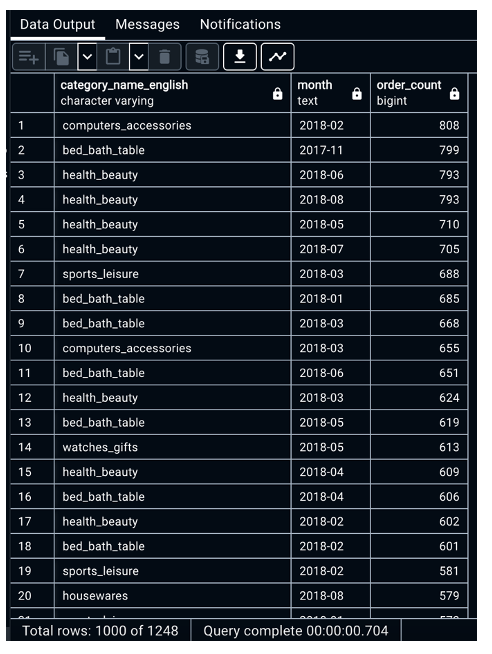 Data Output Messages Notifications
category_name_english month order_count
character varying text bigint
1 computers_accessories 2018-02 808
2 bed_bath_table 2017-11 799
3 health_beauty 2018-06 793
4 health_beauty 2018-08 793
5 health_beauty 2018-05 710
6 health_beauty 2018-07 705
7 sports_leisure 2018-03 688
8 bed_bath_table 2018-01 685
9 bed_bath_table 2018-03 668
10 computers_accessories 2018-03 655
11 bed_bath_table 2018-06 651
12 health_beauty 2018-03 624
13 bed_bath_table 2018-05 619
14 watches_gifts 2018-05 613
15 health_beauty 2018-04 609
16 bed_bath_table 2018-04 606
17 health_beauty 2018-02 602
18 bed_bath_table 2018-02 601
19 sports_leisure 2018-02 581
20 housewares 2018-08 579
Total rows: 1000 of 1248 Query complete 00:00:00.704